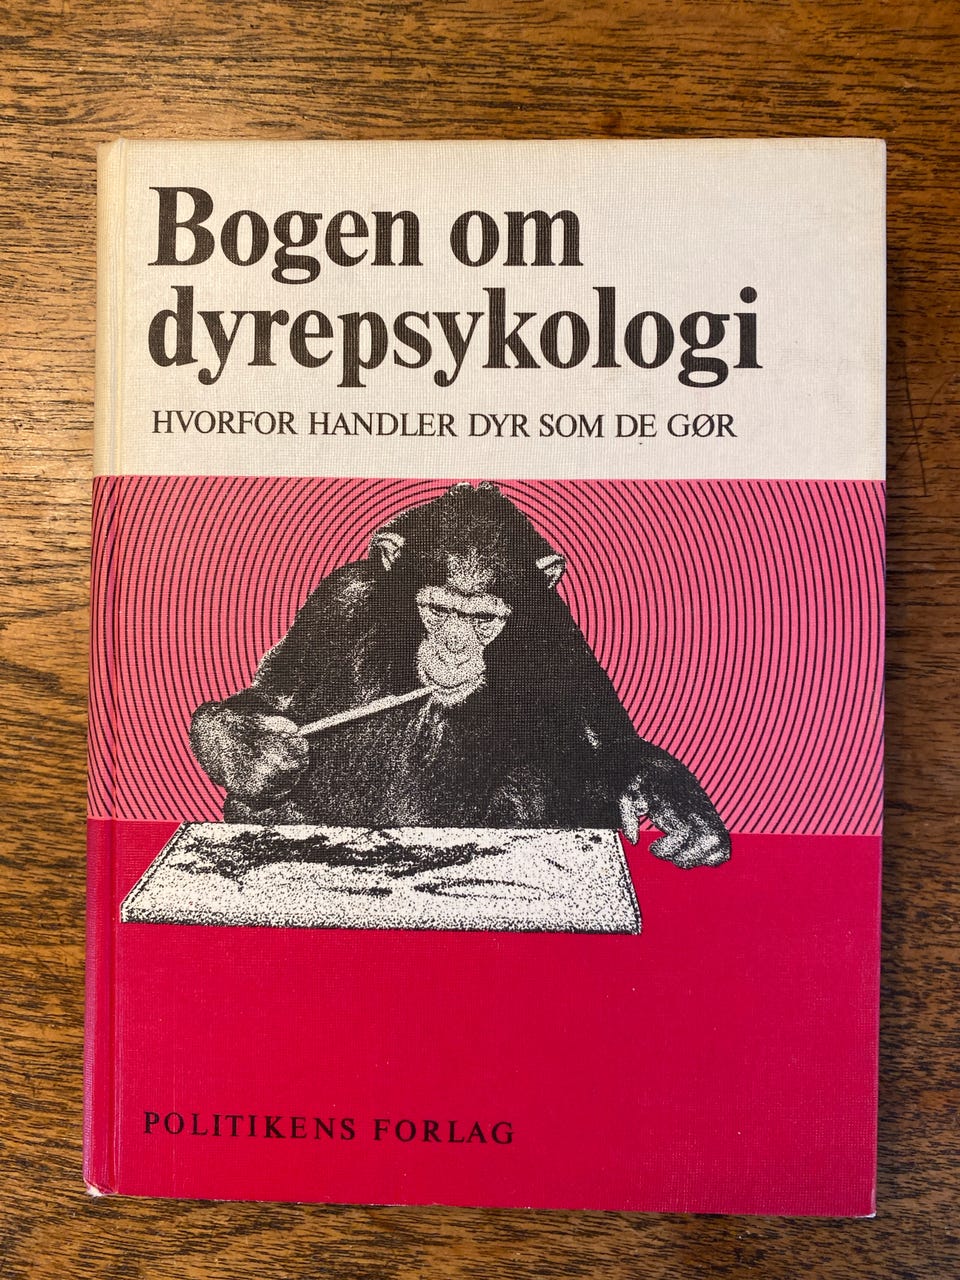 Bogen om
dyrepsykologi
HVORFOR HANDLER DYR SOM DE GØR
POLITIKENS FORLAG